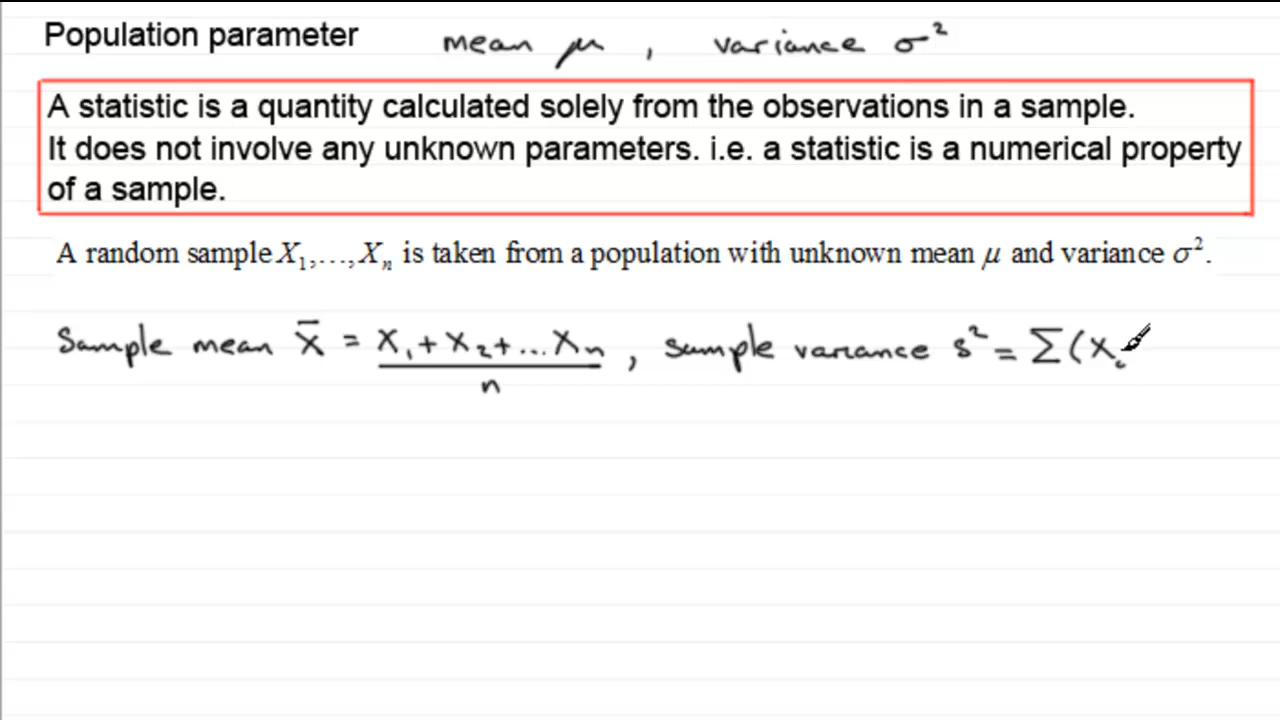 Population parameter mean μ, variance σ²
A statistic is a quantity calculated solely from the observations in a sample.
It does not involve any unknown parameters. i.e. a statistic is a numerical property
of a sample.
A random sample X₁,…,Xₙ is taken from a population with unknown mean μ and variance σ².
Sample mean X̄ = (X₁ + X₂ + ... Xₙ)/n, sample variance s² = Σ(Xᵢ